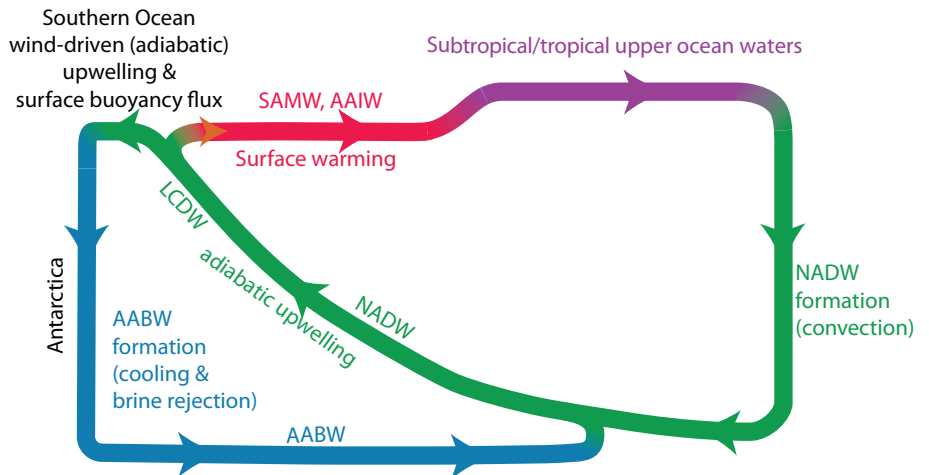 Southern Ocean
wind-driven (adiabatic)
upwelling &
surface buoyancy flux
Subtropical/tropical upper ocean waters
SAMW, AAIW
Surface warming
LCDW
adiabatic upwelling
NADW
NADW
formation
(convection)
Antarctica
AABW
formation
(cooling &
brine rejection)
AABW